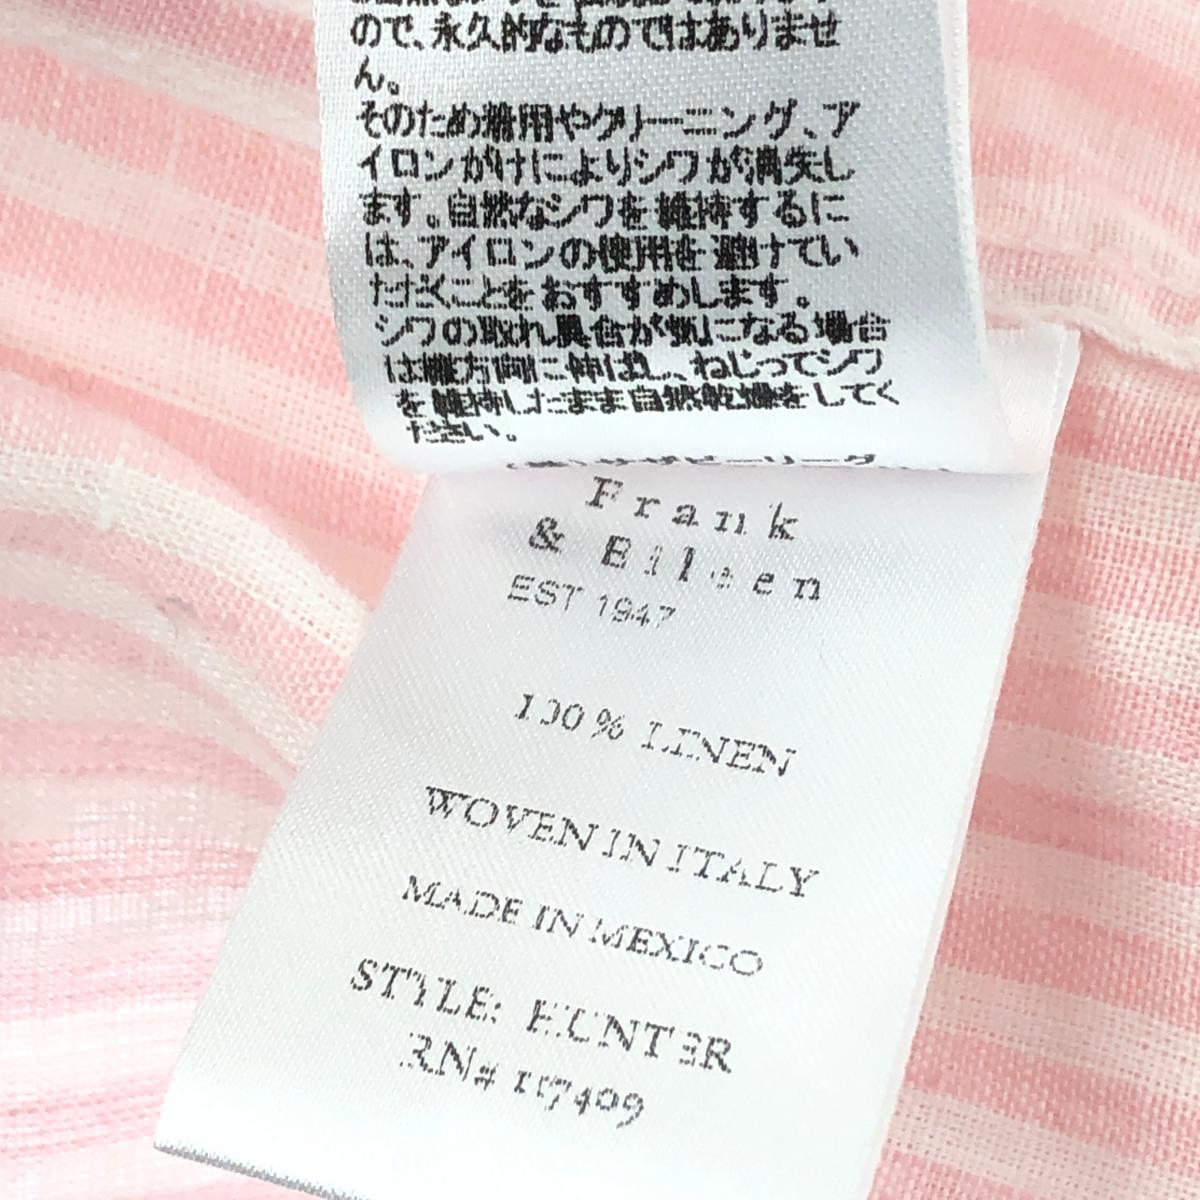 ので、永久的なものではありませ
ん。
そのため着用やクリーニング、ア
イロンがけによりシワが消失し
ます。自然なシワを維持するに
は、アイロンの使用を避けてい
ただくことをおすすめします。
シワの取れ具合が気になる場合
は縦方向に伸ばし、ねじってシワ
を維持したまま自然乾燥をしてく
ださい。
Frank
& Eileen
EST 1947
100% LINEN
WOVEN IN ITALY
MADE IN MEXICO
STYLE: HUNTER
RN# 117409